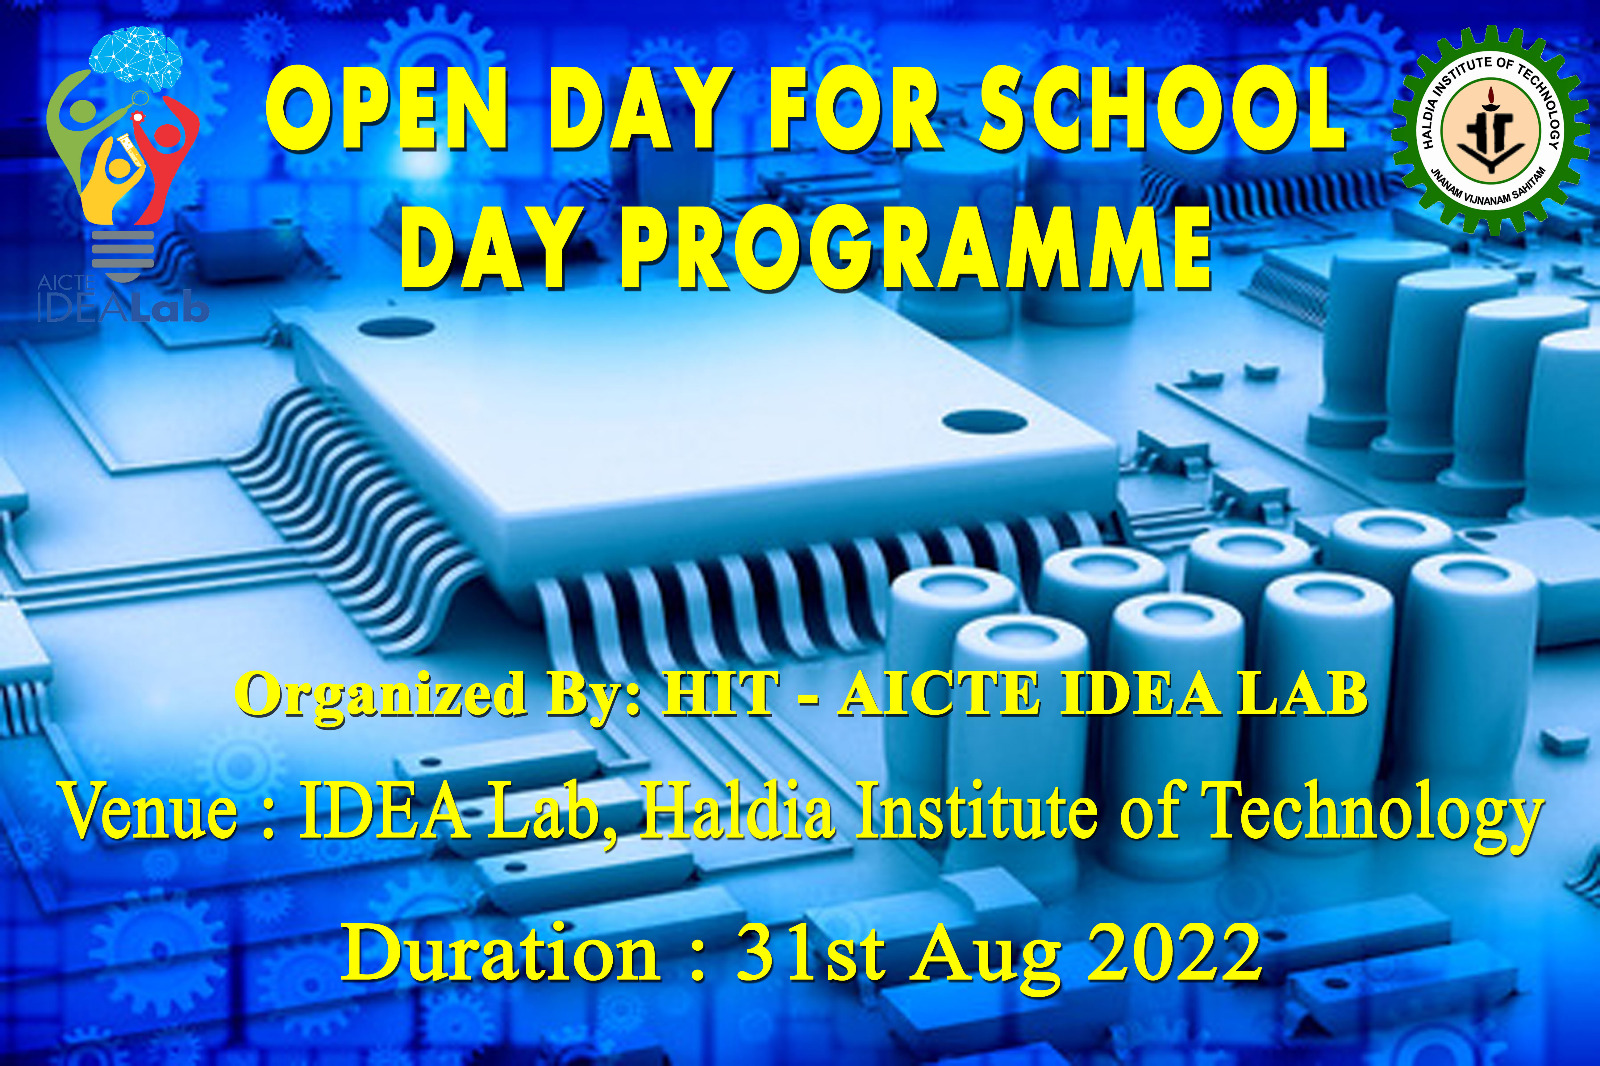 OPEN DAY FOR SCHOOL
DAY PROGRAMME
AICTE
IDEALab
HALDIA INSTITUTE OF TECHNOLOGY
JNANAM VIJNANAM SAHITAM
Organized By: HIT - AICTE IDEA LAB
Venue : IDEA Lab, Haldia Institute of Technology
Duration : 31st Aug 2022